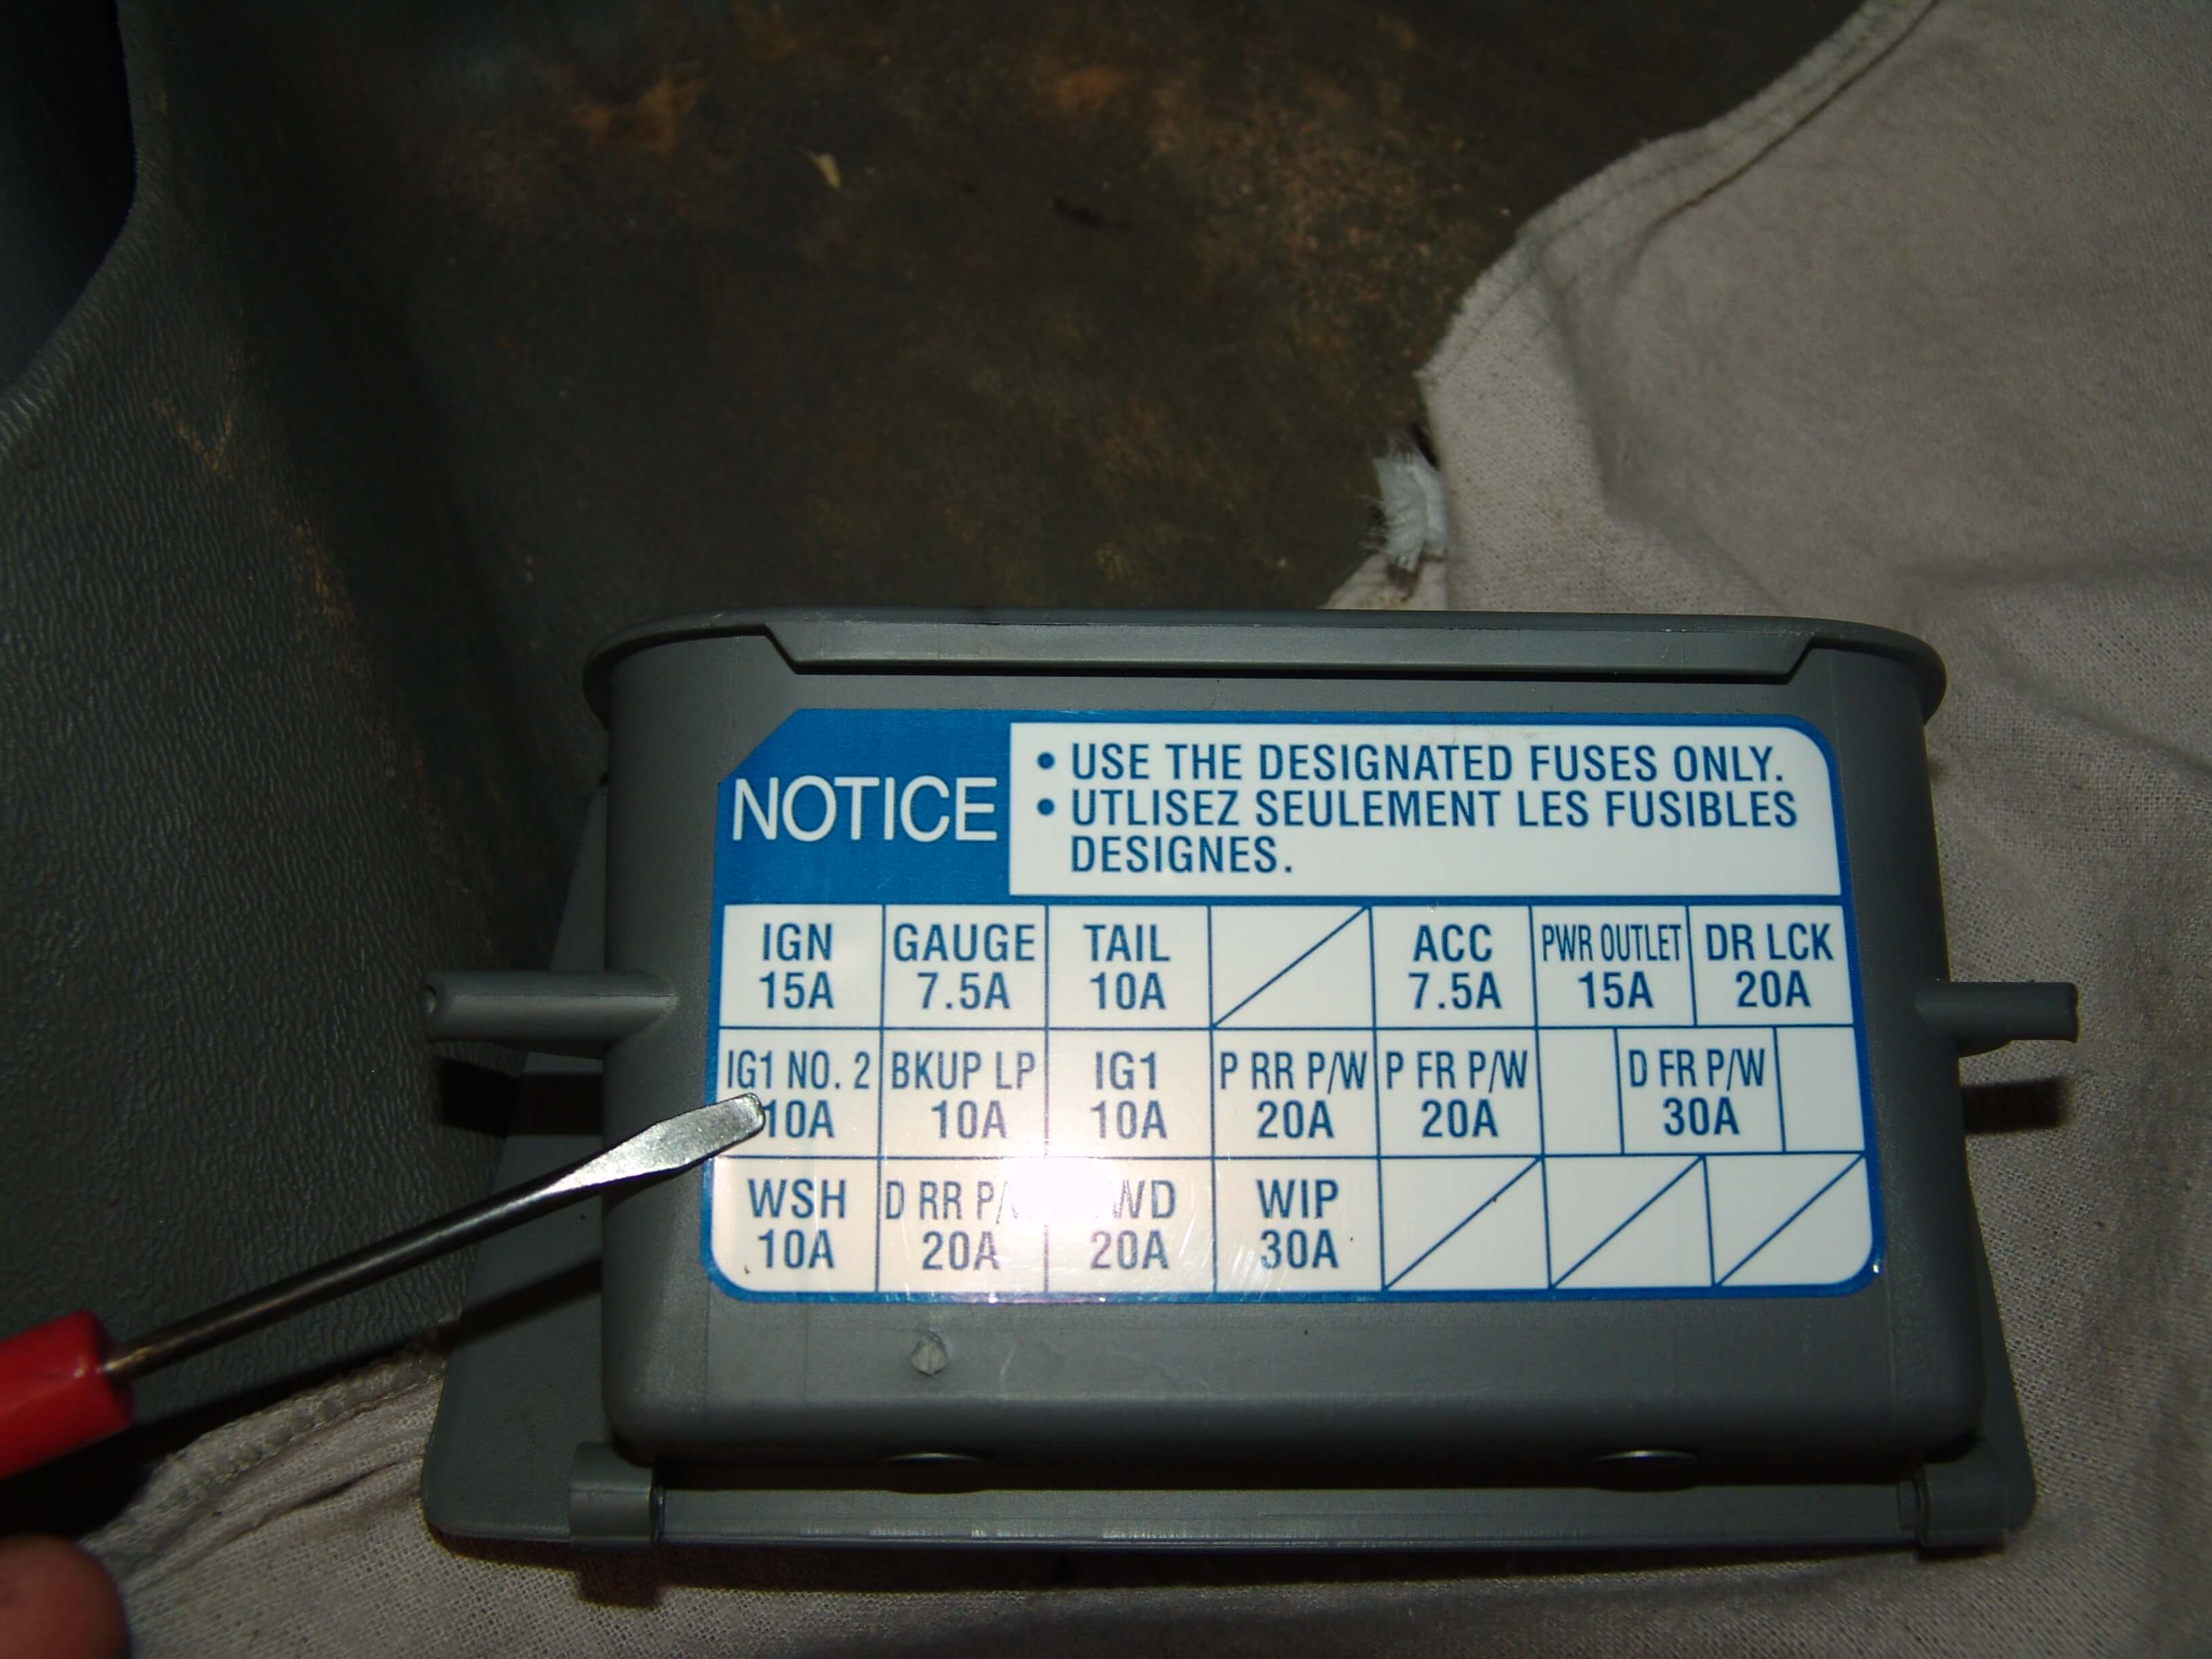 NOTICE
• USE THE DESIGNATED FUSES ONLY.
• UTLISEZ SEULEMENT LES FUSIBLES
DESIGNES.
IGN GAUGE TAIL ACC PWR OUTLET DR LCK
15A 7.5A 10A 7.5A 15A 20A
IG1 NO. 2 BKUP LP IG1 P RR P/W P FR P/W D FR P/W
10A 10A 10A 20A 20A 30A
WSH D RR WIP
10A 20A 20A 30A